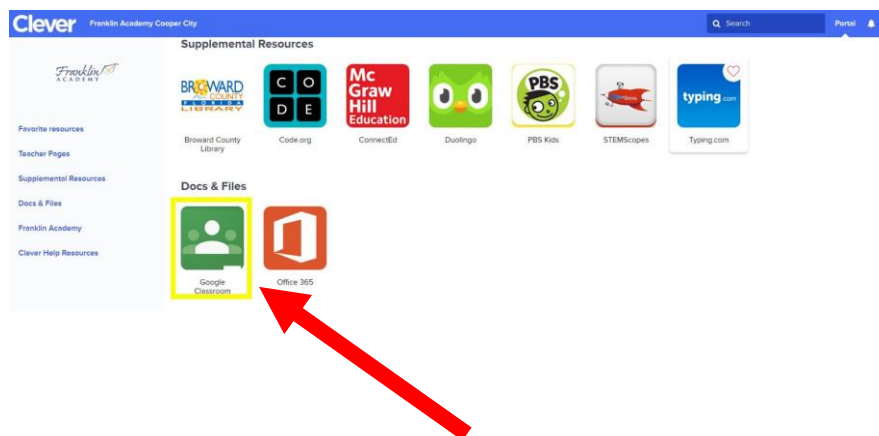 Clever Franklin Academy Cooper City Search Portal
Franklin
ACADEMY
Favorite resources
Teacher Pages
Supplemental Resources
Docs & Files
Franklin Academy
Clever Help Resources
Supplemental Resources
BROWARD
COUNTY
FLORIDA
LIBRARY
Broward County
Library
C O
D E
Code.org
Mc
Graw
Hill
Education
ConnectEd
Duolingo
PBS
PBS Kids
STEMScopes
typing.com
Typing.com
Docs & Files
Google
Classroom
Office 365